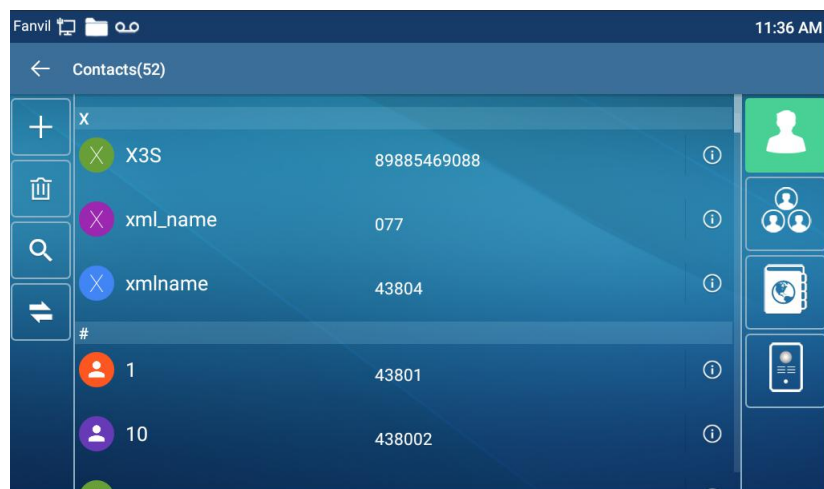 Fanvil 11:36 AM
Contacts(52)
X
X X3S 89885469088
X xml_name 077
X xmlname 43804
#
1 43801
10 438002